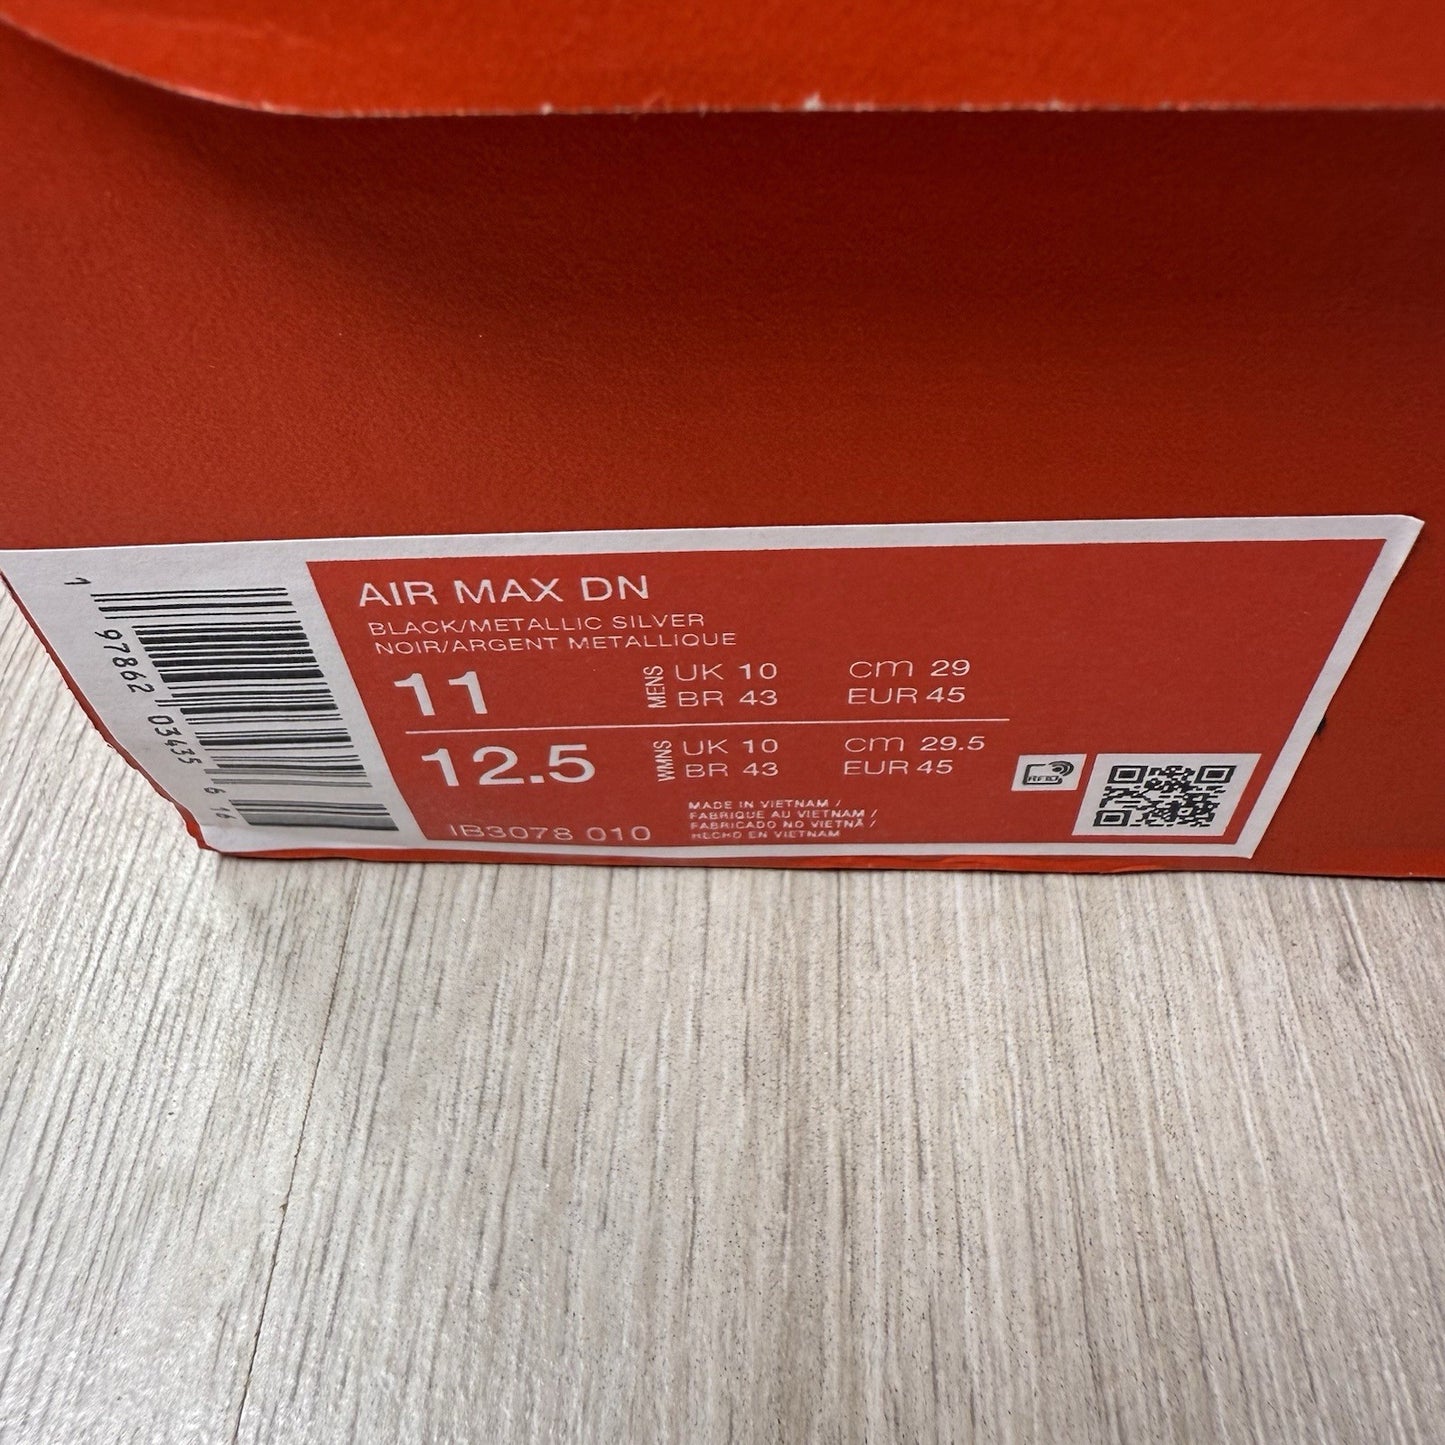 AIR MAX DN
BLACK/METALLIC SILVER
NOIR/ARGENT METALLIQUE
11
MENS
UK 10
BR 43
cm 29
EUR 45
12.5
WMNS
UK 10
BR 43
cm 29.5
EUR 45
IB3078 010
MADE IN VIETNAM /
FABRIQUE AU VIETNAM /
FABRICADO NO VIETNÃ /
HECHO EN VIETNAM
RFID
1 97862 03435 6 16